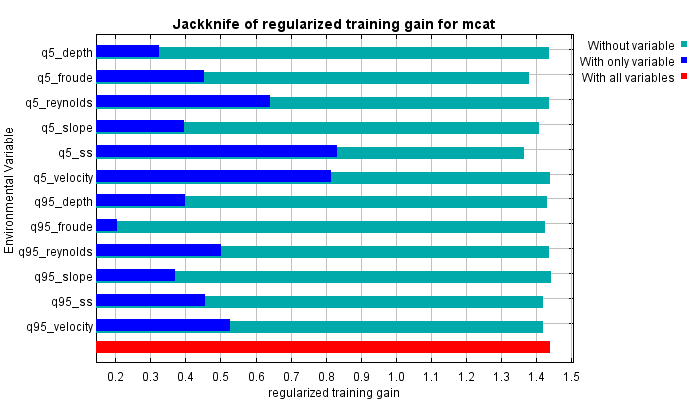 Jackknife of regularized training gain for mcat
Without variable
With only variable
With all variables
Environmental Variable
q5_depth
q5_froude
q5_reynolds
q5_slope
q5_ss
q5_velocity
q95_depth
q95_froude
q95_reynolds
q95_slope
q95_ss
q95_velocity
0.2 0.3 0.4 0.5 0.6 0.7 0.8 0.9 1.0 1.1 1.2 1.3 1.4 1.5
regularized training gain